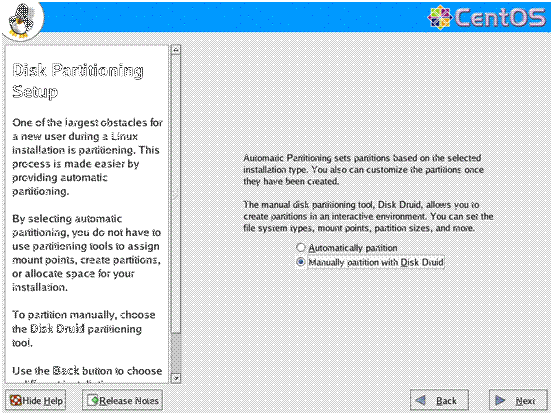 CentOS
Disk Partitioning
Setup
One of the largest obstacles for
a new user during a Linux
installation is partitioning. This
process is made easier by
providing automatic
partitioning.
By selecting automatic
partitioning, you do not have to
use partitioning tools to assign
mount points, create partitions,
or allocate space for your
installation.
To partition manually, choose
the Disk Druid partitioning
tool.
Use the Back button to choose
Automatic Partitioning sets partitions based on the selected
installation type. You also can customize the partitions once
they have been created.
The manual disk partitioning tool, Disk Druid, allows you to
create partitions in an interactive environment. You can set the
file system types, mount points, partition sizes, and more.
Automatically partition
Manually partition with Disk Druid
Hide Help
Release Notes
Back
Next